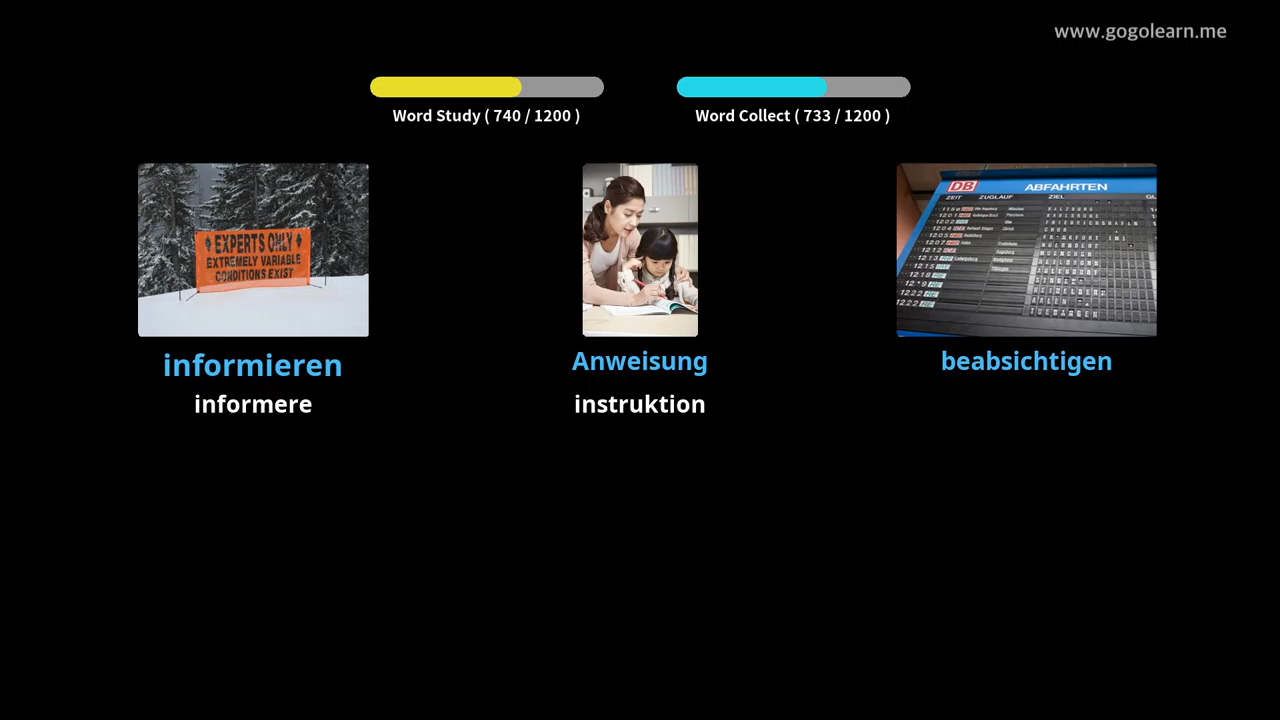 www.gogolearn.me
Word Study ( 740 / 1200 )
Word Collect ( 733 / 1200 )
EXPERTS ONLY
EXTREMELY VARIABLE
CONDITIONS EXIST
DB ABFAHRTEN
ZEIT ZUGLAUF ZIEL
informieren
Anweisung
beabsichtigen
informere
instruktion